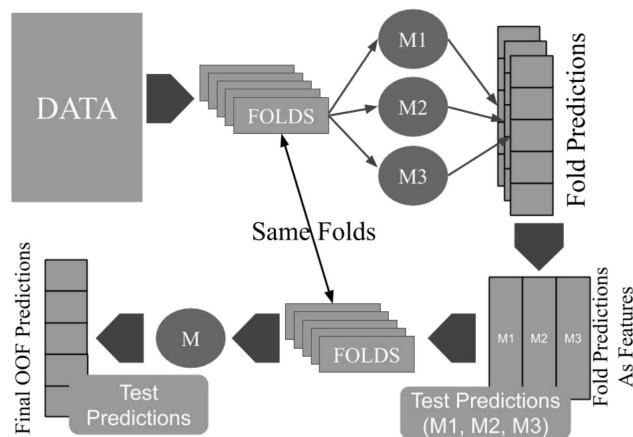 DATA
FOLDS
M1
M2
M3
Fold Predictions
Same Folds
Final OOF Predictions
M
FOLDS
M1
M2
M3
Fold Predictions
As Features
Test
Predictions
Test Predictions
(M1, M2, M3)